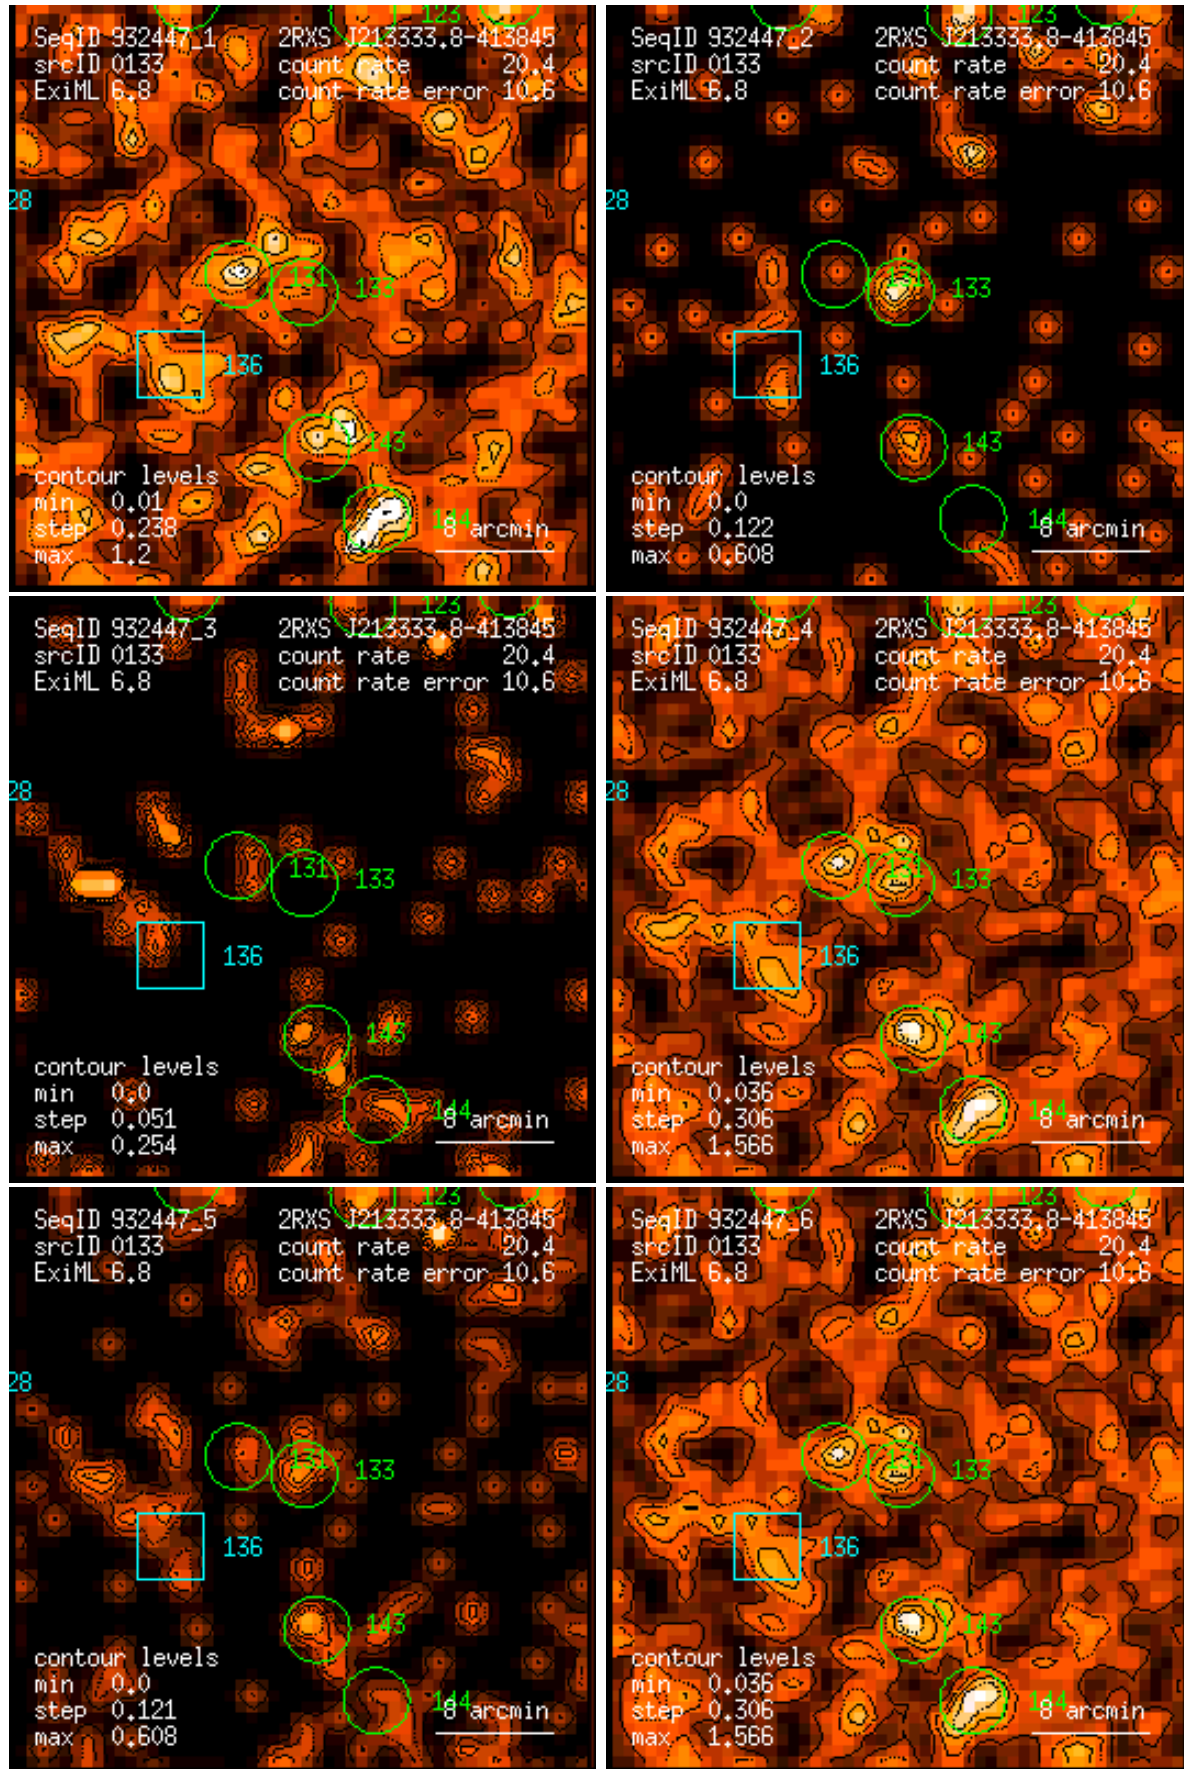 123
SeqID 932447_1 2RXS J213333.8-413845
srcID 0133 count rate 20.4
ExiML 6.8 count rate error 10.6
28
131 133
136
143
contour levels
min 0.01
step 0.238 144 8 arcmin
max 1.2
123
SeqID 932447_2 2RXS J213333.8-413845
srcID 0133 count rate 20.4
ExiML 6.8 count rate error 10.6
28
131 133
136
143
contour levels
min 0.0
step 0.122 144 8 arcmin
max 0.608
123
SeqID 932447_3 2RXS J213333.8-413845
srcID 0133 count rate 20.4
ExiML 6.8 count rate error 10.6
28
131 133
136
143
contour levels
min 0.0
step 0.051 144 8 arcmin
max 0.254
123
SeqID 932447_4 2RXS J213333.8-413845
srcID 0133 count rate 20.4
ExiML 6.8 count rate error 10.6
28
131 133
136
143
contour levels
min 0.036
step 0.306 144 8 arcmin
max 1.566
123
SeqID 932447_5 2RXS J213333.8-413845
srcID 0133 count rate 20.4
ExiML 6.8 count rate error 10.6
28
131 133
136
143
contour levels
min 0.0
step 0.121 144 8 arcmin
max 0.608
123
SeqID 932447_6 2RXS J213333.8-413845
srcID 0133 count rate 20.4
ExiML 6.8 count rate error 10.6
28
131 133
136
143
contour levels
min 0.036
step 0.306 144 8 arcmin
max 1.566